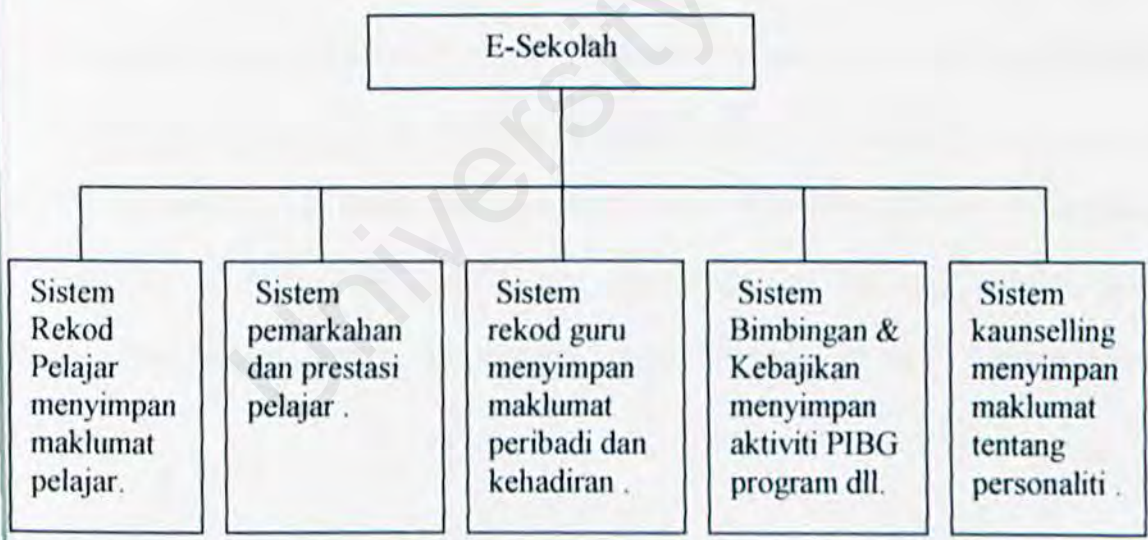 E-Sekolah
Sistem
Rekod
Pelajar
menyimpan
maklumat
pelajar.
Sistem
pemarkahan
dan prestasi
pelajar .
Sistem
rekod guru
menyimpan
maklumat
peribadi dan
kehadiran .
Sistem
Bimbingan &
Kebajikan
menyimpan
aktiviti PIBG
program dll.
Sistem
kaunselling
menyimpan
maklumat
tentang
personaliti .
University